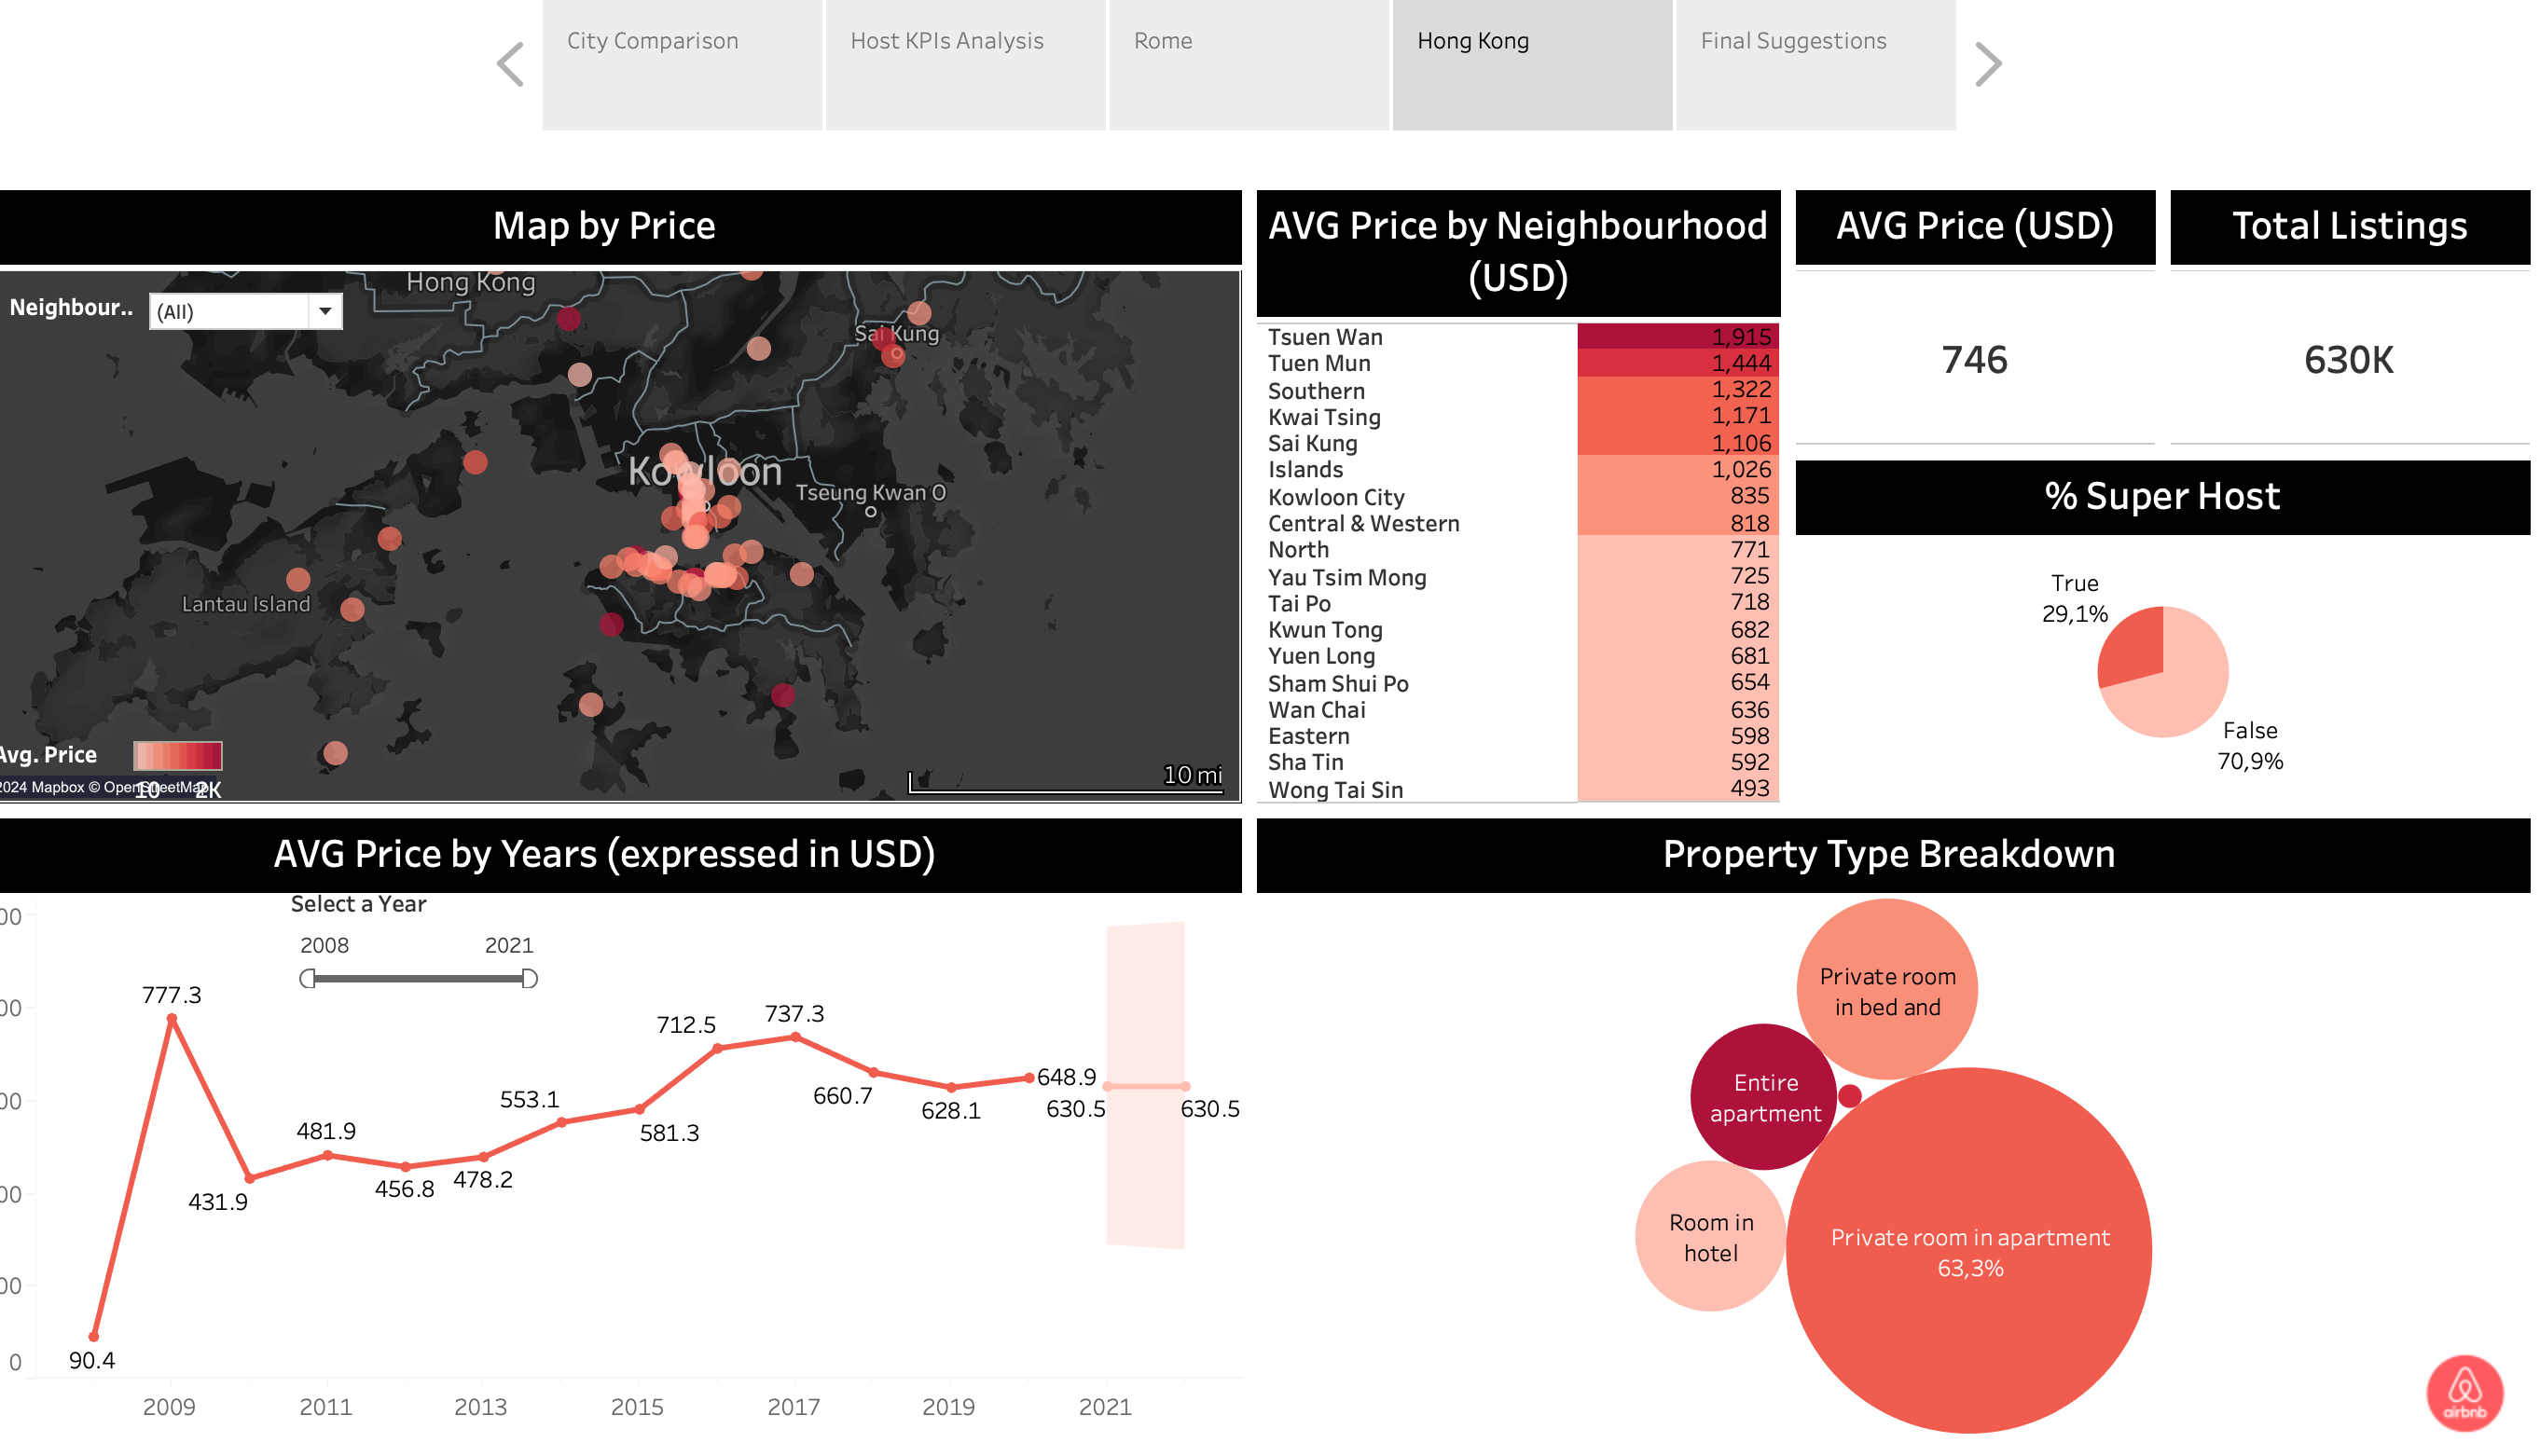 City Comparison
Host KPIs Analysis
Rome
Hong Kong
Final Suggestions
Map by Price
Neighbour..
(All)
Hong Kong
Sai Kung
Kowloon
Tseung Kwan O
Lantau Island
Avg. Price
10
2K
2024 Mapbox © OpenStreetMap
10 mi
AVG Price by Neighbourhood
(USD)
Tsuen Wan 1,915
Tuen Mun 1,444
Southern 1,322
Kwai Tsing 1,171
Sai Kung 1,106
Islands 1,026
Kowloon City 835
Central & Western 818
North 771
Yau Tsim Mong 725
Tai Po 718
Kwun Tong 682
Yuen Long 681
Sham Shui Po 654
Wan Chai 636
Eastern 598
Sha Tin 592
Wong Tai Sin 493
AVG Price (USD)
746
Total Listings
630K
% Super Host
True
29,1%
False
70,9%
AVG Price by Years (expressed in USD)
Select a Year
2008
2021
777.3
712.5
737.3
648.9
660.7
628.1
630.5
630.5
553.1
581.3
481.9
456.8
478.2
431.9
90.4
00
00
00
00
00
0
2009
2011
2013
2015
2017
2019
2021
Property Type Breakdown
Private room
in bed and
Entire
apartment
Room in
hotel
Private room in apartment
63,3%
airbnb